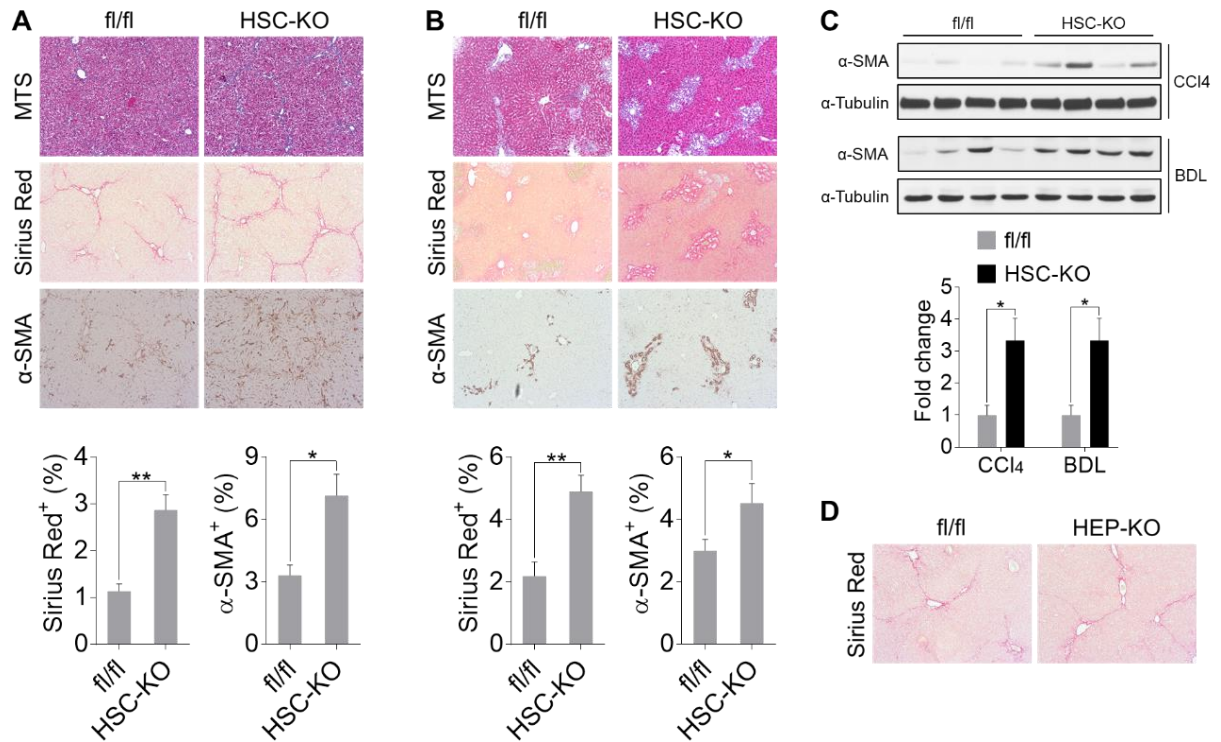 A
fl/fl
HSC-KO
MTS
Sirius Red
α-SMA
4
3
2
1
0
Sirius Red⁺ (%)
**
fl/fl
HSC-KO
9
6
3
0
α-SMA⁺ (%)
*
fl/fl
HSC-KO
B
fl/fl
HSC-KO
MTS
Sirius Red
α-SMA
6
4
2
0
Sirius Red⁺ (%)
**
fl/fl
HSC-KO
6
4
2
0
α-SMA⁺ (%)
*
fl/fl
HSC-KO
C
fl/fl
HSC-KO
α-SMA
α-Tubulin
CCl4
α-SMA
α-Tubulin
BDL
fl/fl
HSC-KO
5
4
3
2
1
0
Fold change
*
*
CCl₄
BDL
D
fl/fl
HEP-KO
Sirius Red